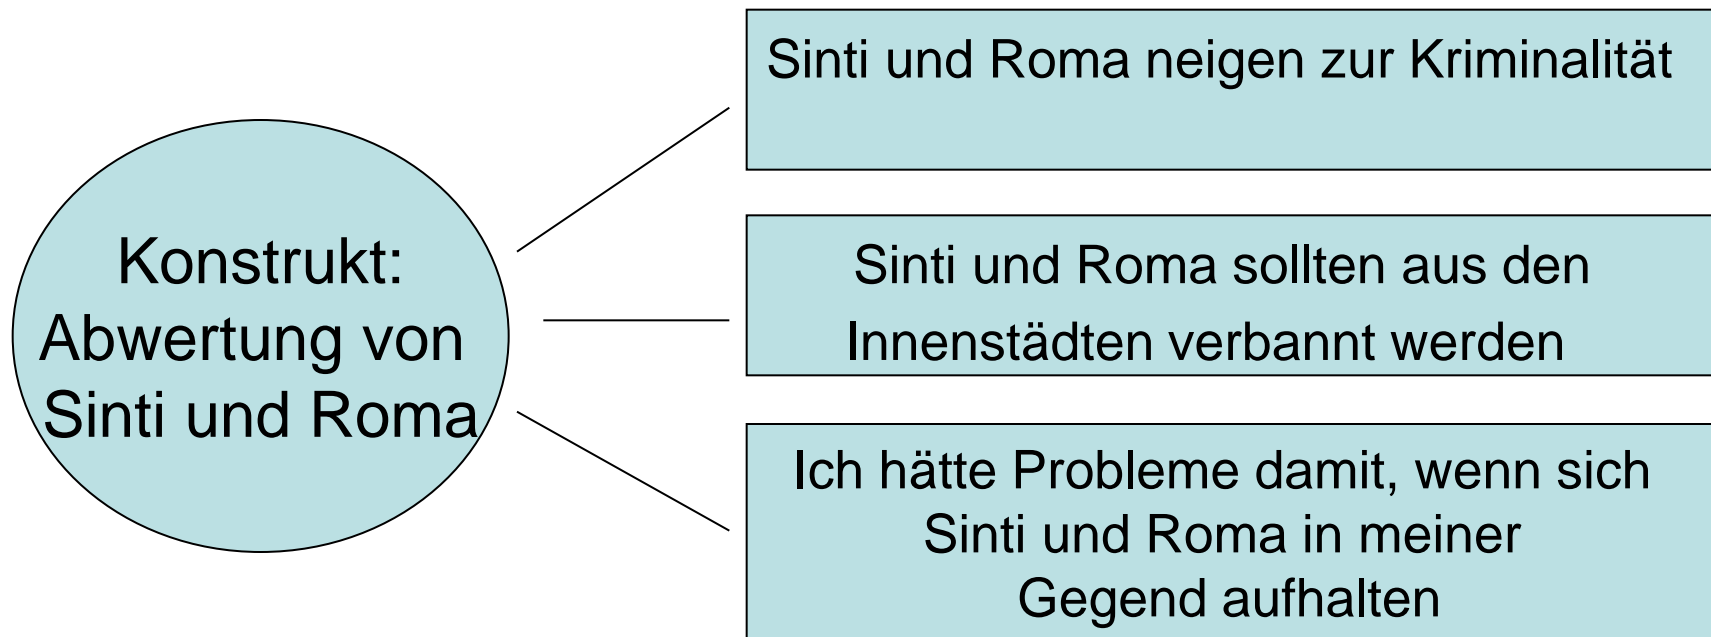 Konstrukt:
Abwertung von
Sinti und Roma
Sinti und Roma neigen zur Kriminalität
Sinti und Roma sollten aus den
Innenstädten verbannt werden
Ich hätte Probleme damit, wenn sich
Sinti und Roma in meiner
Gegend aufhalten